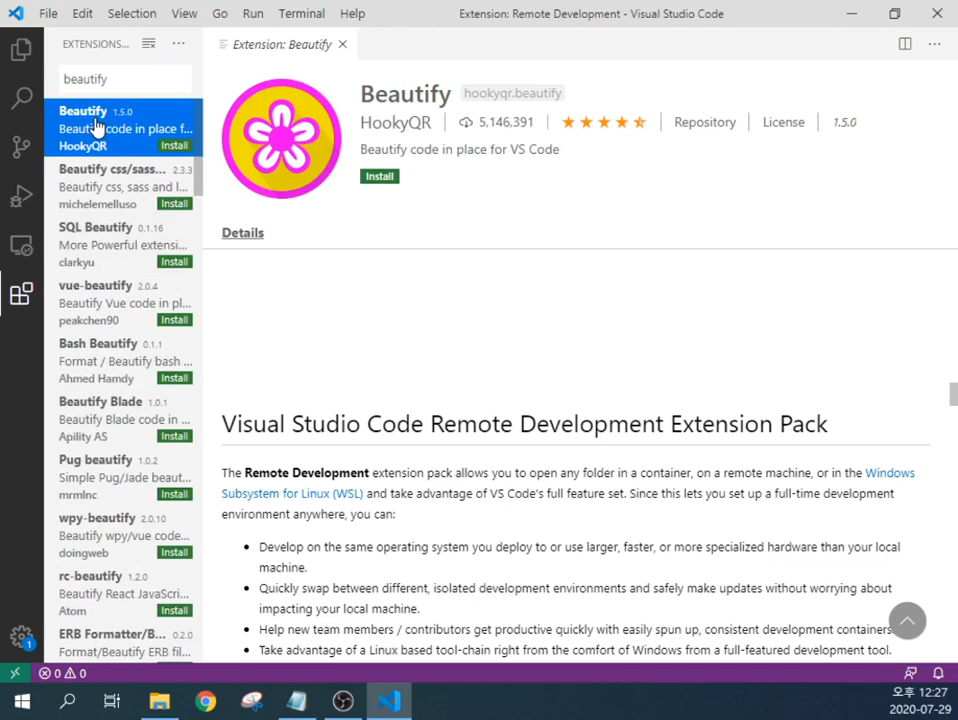 File Edit Selection View Go Run Terminal Help
Extension: Remote Development - Visual Studio Code
EXTENSIONS...
Extension: Beautify
beautify
Beautify 1.5.0
Beautify code in place f...
HookyQR Install
Beautify css/sass... 2.3.3
Beautify css, sass and l...
michelemelluso Install
SQL Beautify 0.1.16
More Powerful extensi...
clarkyu Install
vue-beautify 2.0.4
Beautify Vue code in pl...
peakchen90 Install
Bash Beautify 0.1.1
Format / Beautify bash ...
Ahmed Hamdy Install
Beautify Blade 1.0.1
Beautify Blade code in ...
Apility AS Install
Pug beautify 1.0.2
Simple Pug/Jade beaut...
mrmlnc Install
wpy-beautify 2.0.10
Beautify wpy/vue code...
doingweb Install
rc-beautify 1.2.0
Beautify React JavaScri...
Atom Install
ERB Formatter/B... 0.2.0
Format/Beautify ERB fil...
Beautify hookyqr.beautify
HookyQR 5,146,391 Repository License 1.5.0
Beautify code in place for VS Code
Install
Details
Visual Studio Code Remote Development Extension Pack
The Remote Development extension pack allows you to open any folder in a container, on a remote machine, or in the Windows
Subsystem for Linux (WSL) and take advantage of VS Code's full feature set. Since this lets you set up a full-time development
environment anywhere, you can:
• Develop on the same operating system you deploy to or use larger, faster, or more specialized hardware than your local
machine.
• Quickly swap between different, isolated development environments and safely make updates without worrying about
impacting your local machine.
• Help new team members / contributors get productive quickly with easily spun up, consistent development containers.
• Take advantage of a Linux based tool-chain right from the comfort of Windows from a full-featured development tool.
1
0 0
오후 12:27
2020-07-29